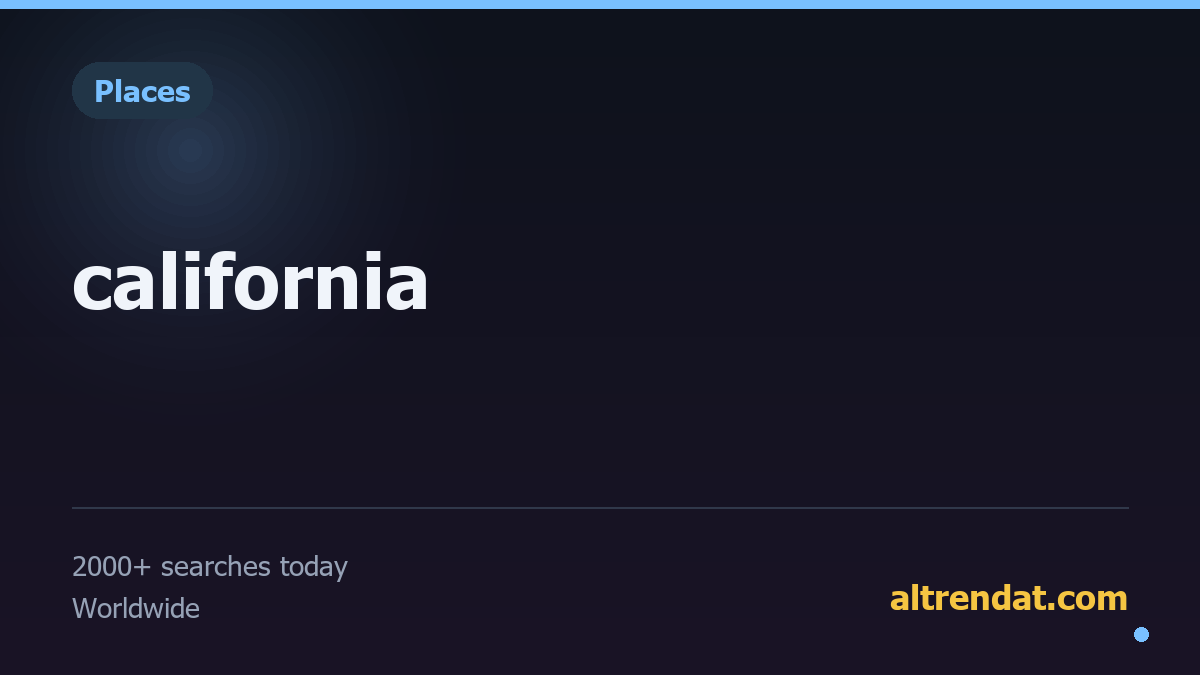 Places
california
2000+ searches today
Worldwide
altrendat.com